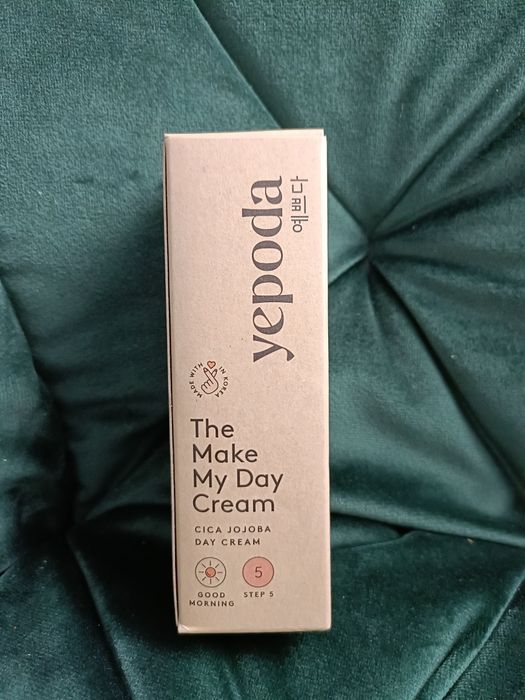 yepoda
예쁘다
MADE WITH IN KOREA
The
Make
My Day
Cream
CICA JOJOBA
DAY CREAM
5
GOOD
MORNING
STEP 5